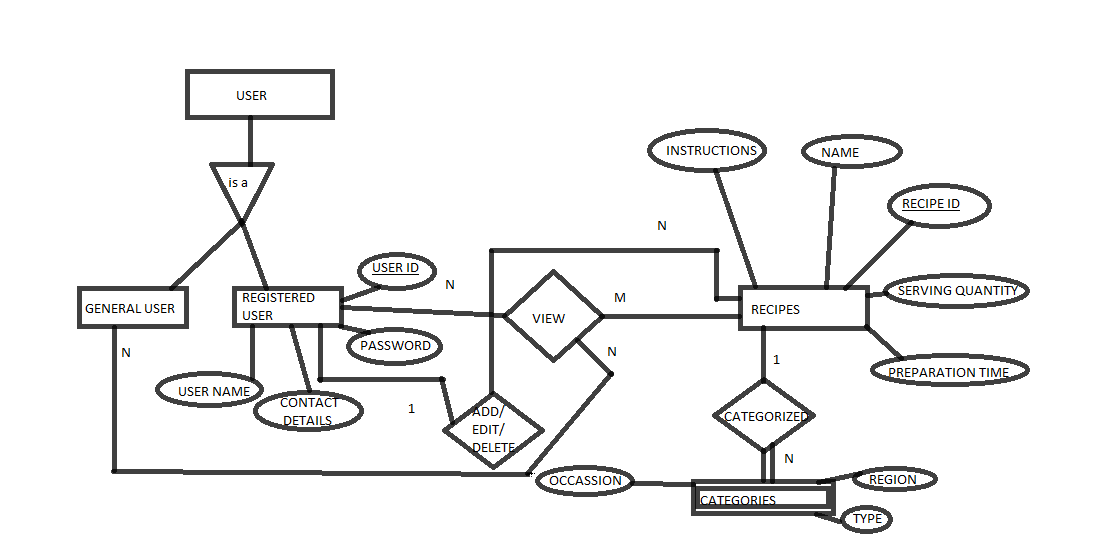 USER
is a
INSTRUCTIONS
NAME
RECIPE ID
N
USER ID
N
GENERAL USER
REGISTERED
USER
SERVING QUANTITY
M
RECIPES
VIEW
PASSWORD
N
N
1
PREPARATION TIME
USER NAME
CONTACT
DETAILS
1
ADD/
EDIT/
DELETE
CATEGORIZED
N
OCCASSION
REGION
CATEGORIES
TYPE